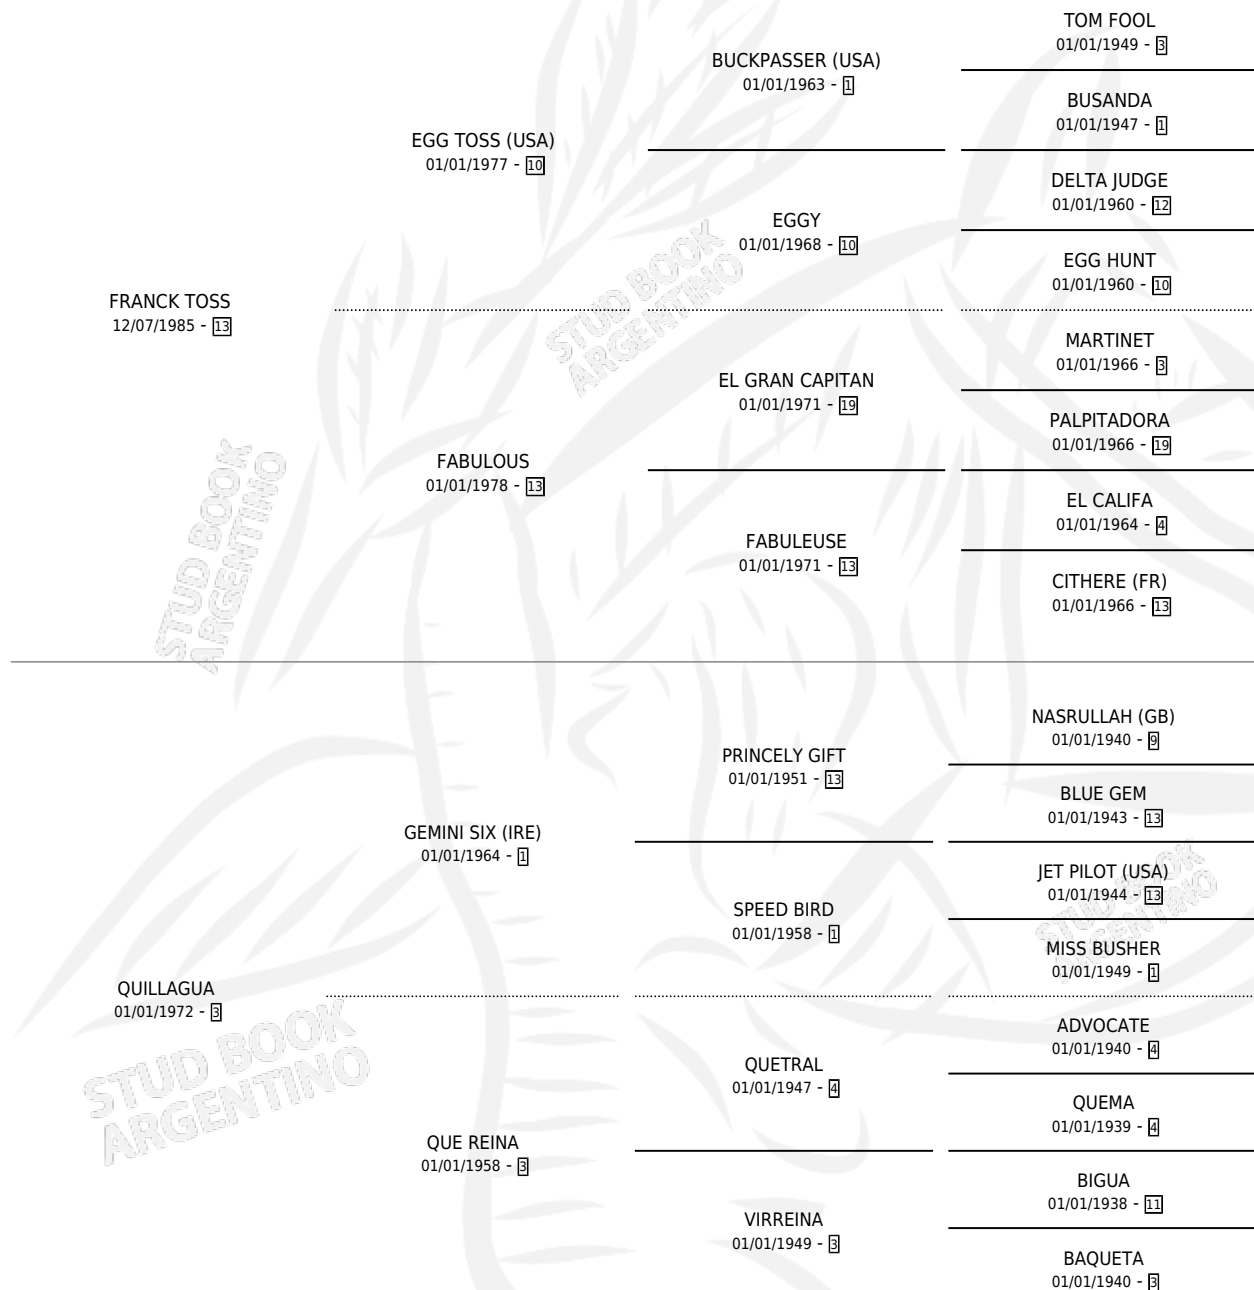 TOM FOOL
01/01/1949 - 3
BUCKPASSER (USA)
01/01/1963 - 1
BUSANDA
01/01/1947 - 1
EGG TOSS (USA)
01/01/1977 - 10
DELTA JUDGE
01/01/1960 - 12
EGGY
01/01/1968 - 10
EGG HUNT
01/01/1960 - 10
FRANCK TOSS
12/07/1985 - 13
MARTINET
01/01/1966 - 3
EL GRAN CAPITAN
01/01/1971 - 19
PALPITADORA
01/01/1966 - 19
FABULOUS
01/01/1978 - 13
EL CALIFA
01/01/1964 - 4
FABULEUSE
01/01/1971 - 13
CITHERE (FR)
01/01/1966 - 13
STUD BOOK
ARGENTINO
STUD BOOK
ARGENTINO
NASRULLAH (GB)
01/01/1940 - 9
PRINCELY GIFT
01/01/1951 - 13
BLUE GEM
01/01/1943 - 13
GEMINI SIX (IRE)
01/01/1964 - 1
JET PILOT (USA)
01/01/1944 - 13
SPEED BIRD
01/01/1958 - 1
MISS BUSHER
01/01/1949 - 1
STUD BOOK
ARGENTINO
QUILLAGUA
01/01/1972 - 3
ADVOCATE
01/01/1940 - 4
QUETRAL
01/01/1947 - 4
QUEMA
01/01/1939 - 4
QUE REINA
01/01/1958 - 3
BIGUA
01/01/1938 - 11
VIRREINA
01/01/1949 - 3
BAQUETA
01/01/1940 - 3
STUD BOOK
ARGENTINO